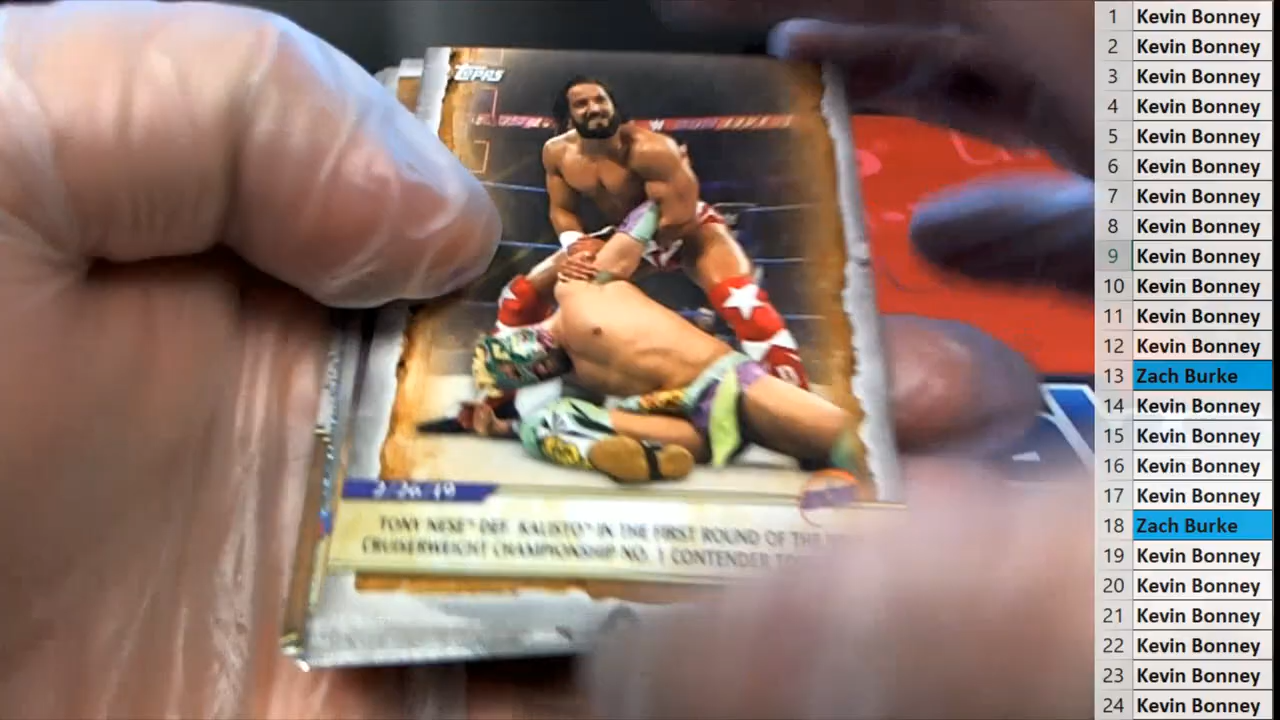 TOPPS
TONY NESE™ DEF. KALISTO™ IN THE FIRST ROUND OF THE
CRUISERWEIGHT CHAMPIONSHIP NO. 1 CONTENDER
1 Kevin Bonney
2 Kevin Bonney
3 Kevin Bonney
4 Kevin Bonney
5 Kevin Bonney
6 Kevin Bonney
7 Kevin Bonney
8 Kevin Bonney
9 Kevin Bonney
10 Kevin Bonney
11 Kevin Bonney
12 Kevin Bonney
13 Zach Burke
14 Kevin Bonney
15 Kevin Bonney
16 Kevin Bonney
17 Kevin Bonney
18 Zach Burke
19 Kevin Bonney
20 Kevin Bonney
21 Kevin Bonney
22 Kevin Bonney
23 Kevin Bonney
24 Kevin Bonney